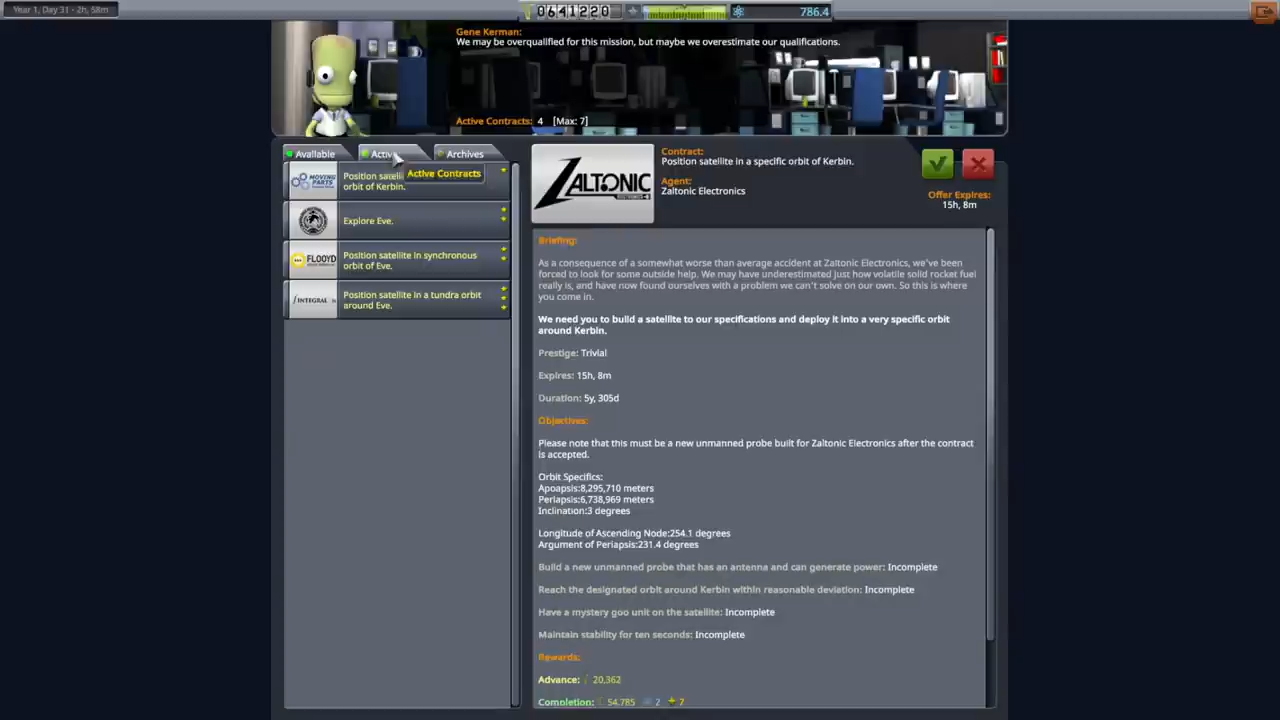 Year 1, Day 31 - 2h, 58m
0641220
786.4
Gene Kerman:
We may be overqualified for this mission, but maybe we overestimate our qualifications.
Active Contracts: 4 [Max: 7]
Available
Activ
Archives
Active Contracts
MOVING PARTS
Position satelli
orbit of Kerbin.
Explore Eve.
FLOOYD
Position satellite in synchronous
orbit of Eve.
INTEGRAL
Position satellite in a tundra orbit
around Eve.
ZALTONIC
Contract:
Position satellite in a specific orbit of Kerbin.
Agent:
Zaltonic Electronics
Offer Expires:
15h, 8m
Briefing:
As a consequence of a somewhat worse than average accident at Zaltonic Electronics, we've been
forced to look for some outside help. We may have underestimated just how volatile solid rocket fuel
really is, and have now found ourselves with a problem we can't solve on our own. So this is where
you come in.
We need you to build a satellite to our specifications and deploy it into a very specific orbit
around Kerbin.
Prestige: Trivial
Expires: 15h, 8m
Duration: 5y, 305d
Objectives:
Please note that this must be a new unmanned probe built for Zaltonic Electronics after the contract
is accepted.
Orbit Specifics:
Apoapsis:8,295,710 meters
Periapsis:6,738,969 meters
Inclination:3 degrees
Longitude of Ascending Node:254.1 degrees
Argument of Periapsis:231.4 degrees
Build a new unmanned probe that has an antenna and can generate power: Incomplete
Reach the designated orbit around Kerbin within reasonable deviation: Incomplete
Have a mystery goo unit on the satellite: Incomplete
Maintain stability for ten seconds: Incomplete
Rewards:
Advance: 20,362
Completion: 54,785 2 7